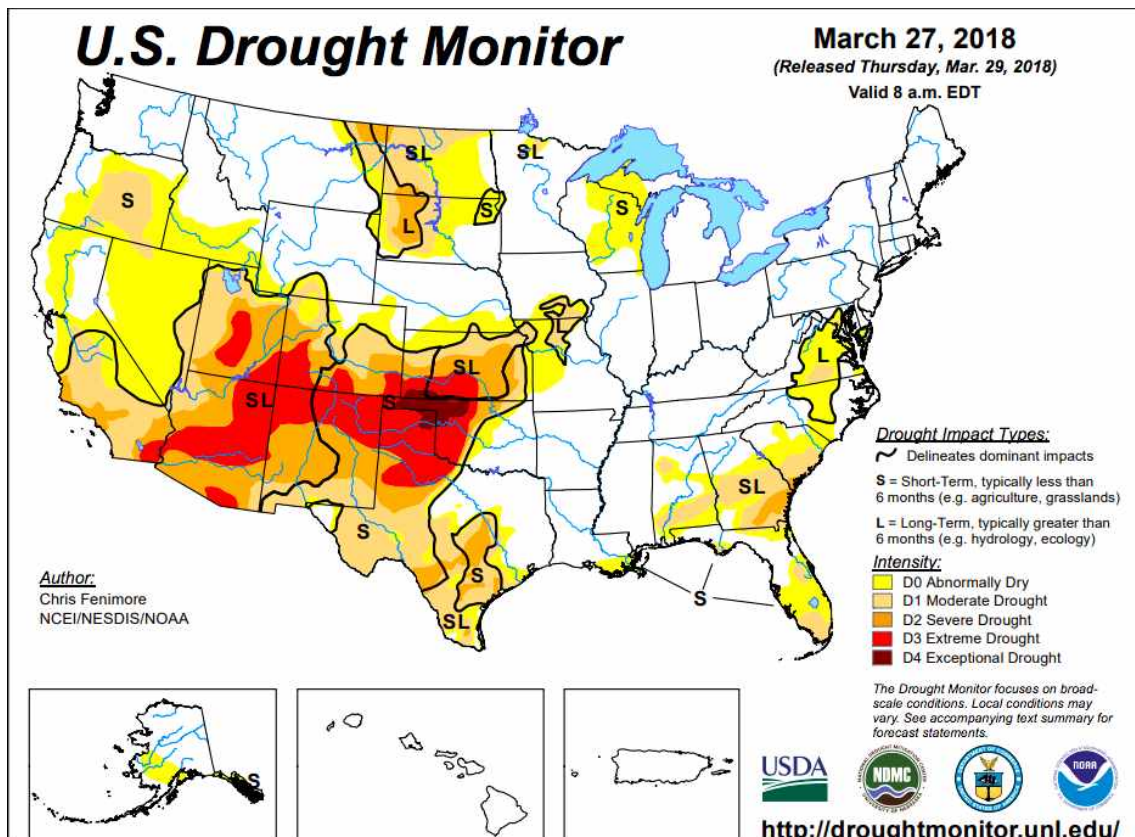 U.S. Drought Monitor
March 27, 2018
(Released Thursday, Mar. 29, 2018)
Valid 8 a.m. EDT
SL
SL
S
S
S
L
L
SL
L
SL
S
SL
S
S
SL
S
Drought Impact Types:
Delineates dominant impacts
S = Short-Term, typically less than
6 months (e.g. agriculture, grasslands)
L = Long-Term, typically greater than
6 months (e.g. hydrology, ecology)
Intensity:
D0 Abnormally Dry
D1 Moderate Drought
D2 Severe Drought
D3 Extreme Drought
D4 Exceptional Drought
Author:
Chris Fenimore
NCEI/NESDIS/NOAA
S
The Drought Monitor focuses on broad-
scale conditions. Local conditions may
vary. See accompanying text summary for
forecast statements.
USDA
NDMC
NOAA
http://droughtmonitor.unl.edu/